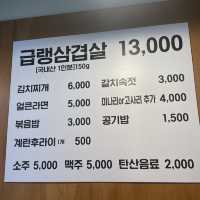 급랭삼겹살 13,000
(국내산 1인분)150g
김치찌개 6,000
얼큰라면 5,000
볶음밥 3,000
계란후라이 1개 500
갈치속젓 3,000
미나리or고사리 추가 4,000
공기밥 1,500
소주 5,000 맥주 5,000 탄산음료 2,000